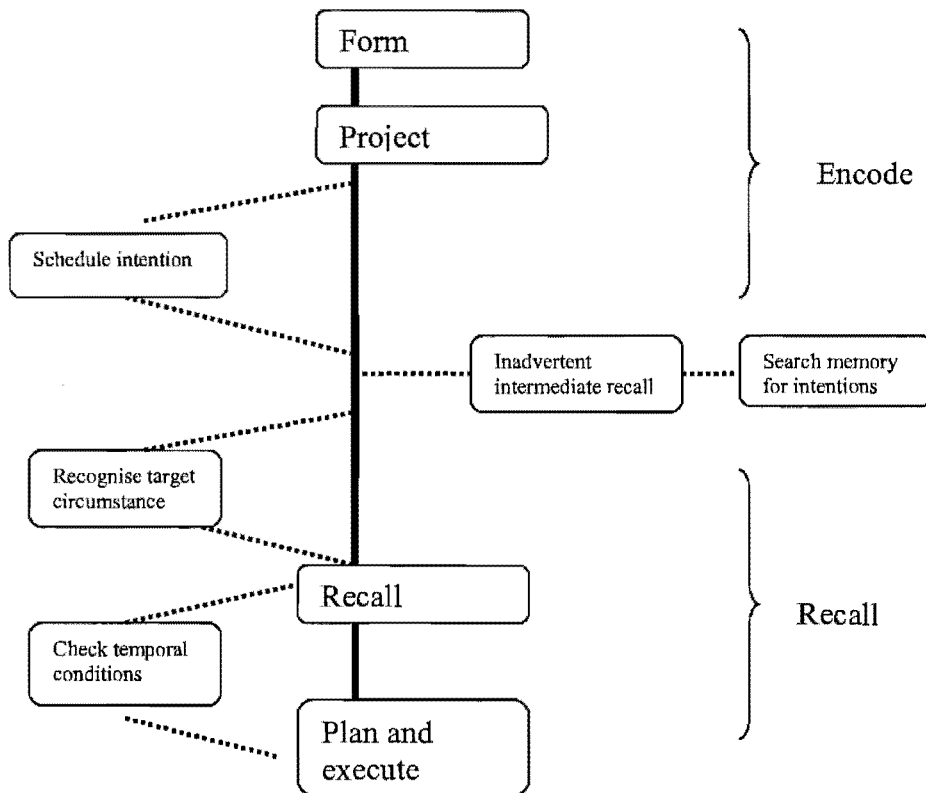 Form
Project
Encode
Schedule intention
Inadvertent
intermediate recall
Search memory
for intentions
Recognise target
circumstance
Recall
Recall
Check temporal
conditions
Plan and
execute